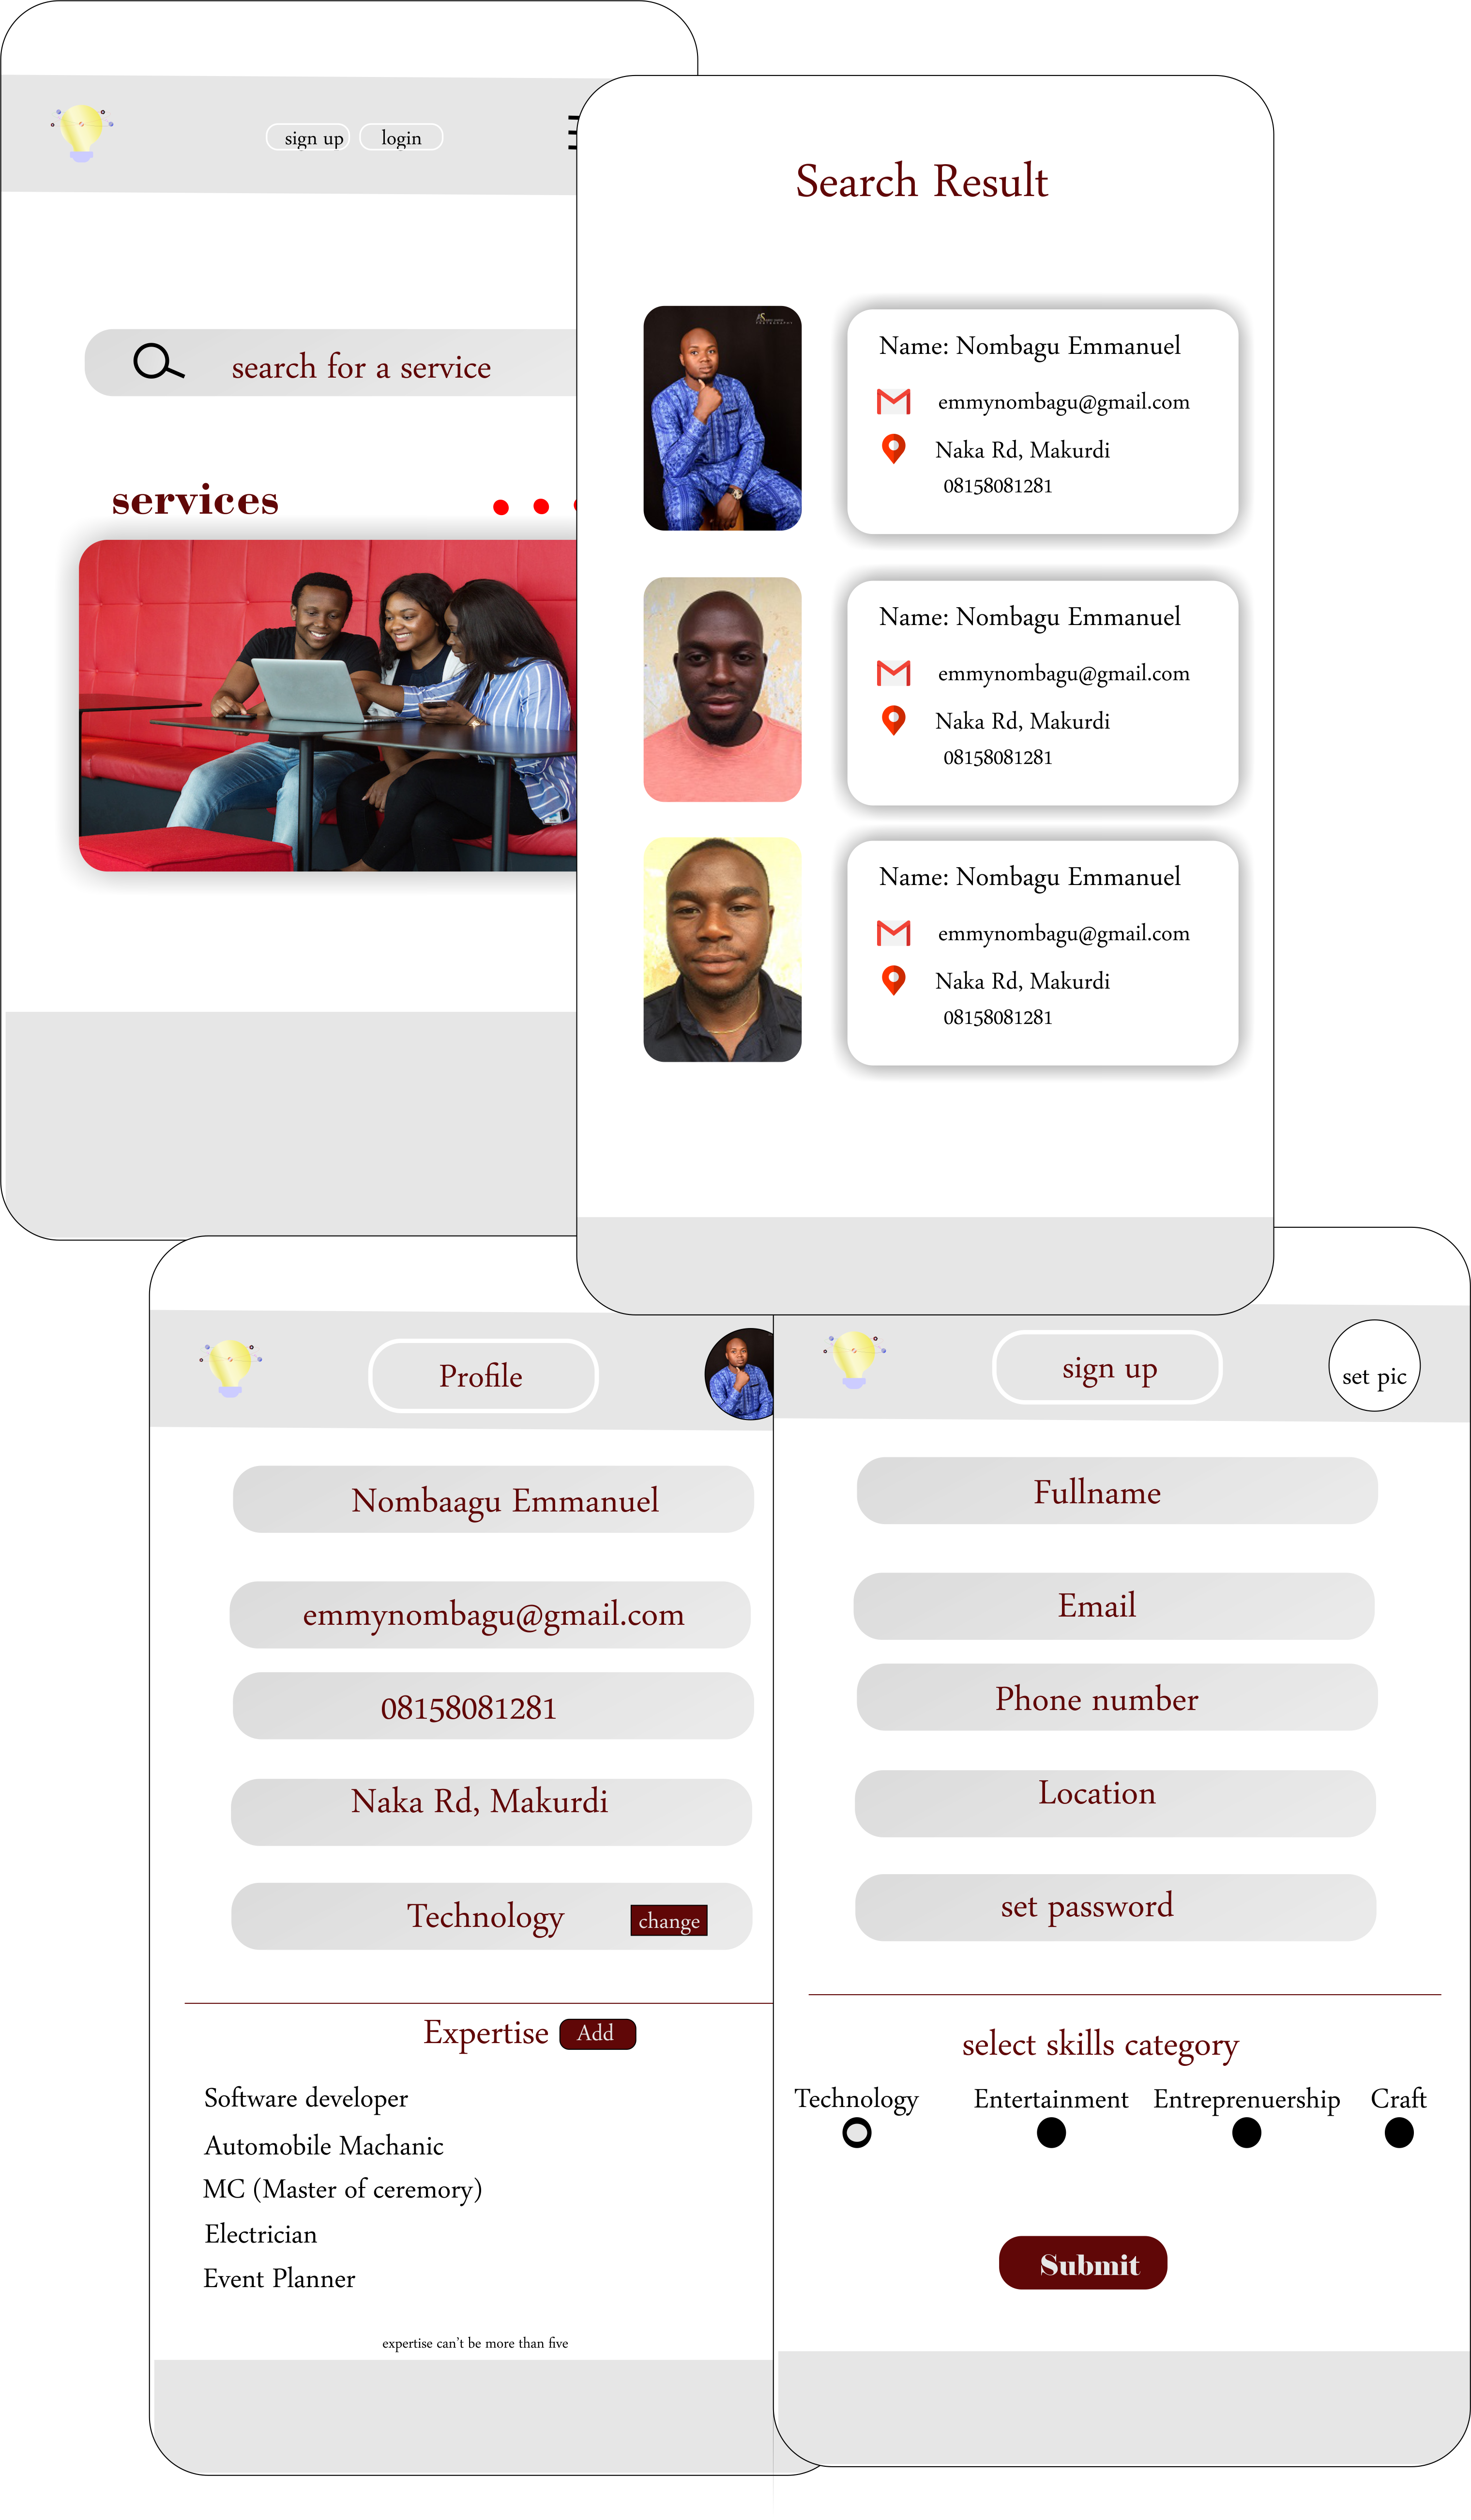 sign up
login
search for a service
services
Search Result
Name: Nombagu Emmanuel
emmynombagu@gmail.com
Naka Rd, Makurdi
08158081281
Name: Nombagu Emmanuel
emmynombagu@gmail.com
Naka Rd, Makurdi
08158081281
Name: Nombagu Emmanuel
emmynombagu@gmail.com
Naka Rd, Makurdi
08158081281
Profile
Nombaagu Emmanuel
emmynombagu@gmail.com
08158081281
Naka Rd, Makurdi
Technology
change
Expertise
Add
Software developer
Automobile Machanic
MC (Master of ceremory)
Electrician
Event Planner
expertise can't be more than five
sign up
set pic
Fullname
Email
Phone number
Location
set password
select skills category
Technology
Entertainment
Entreprenuership
Craft
Submit